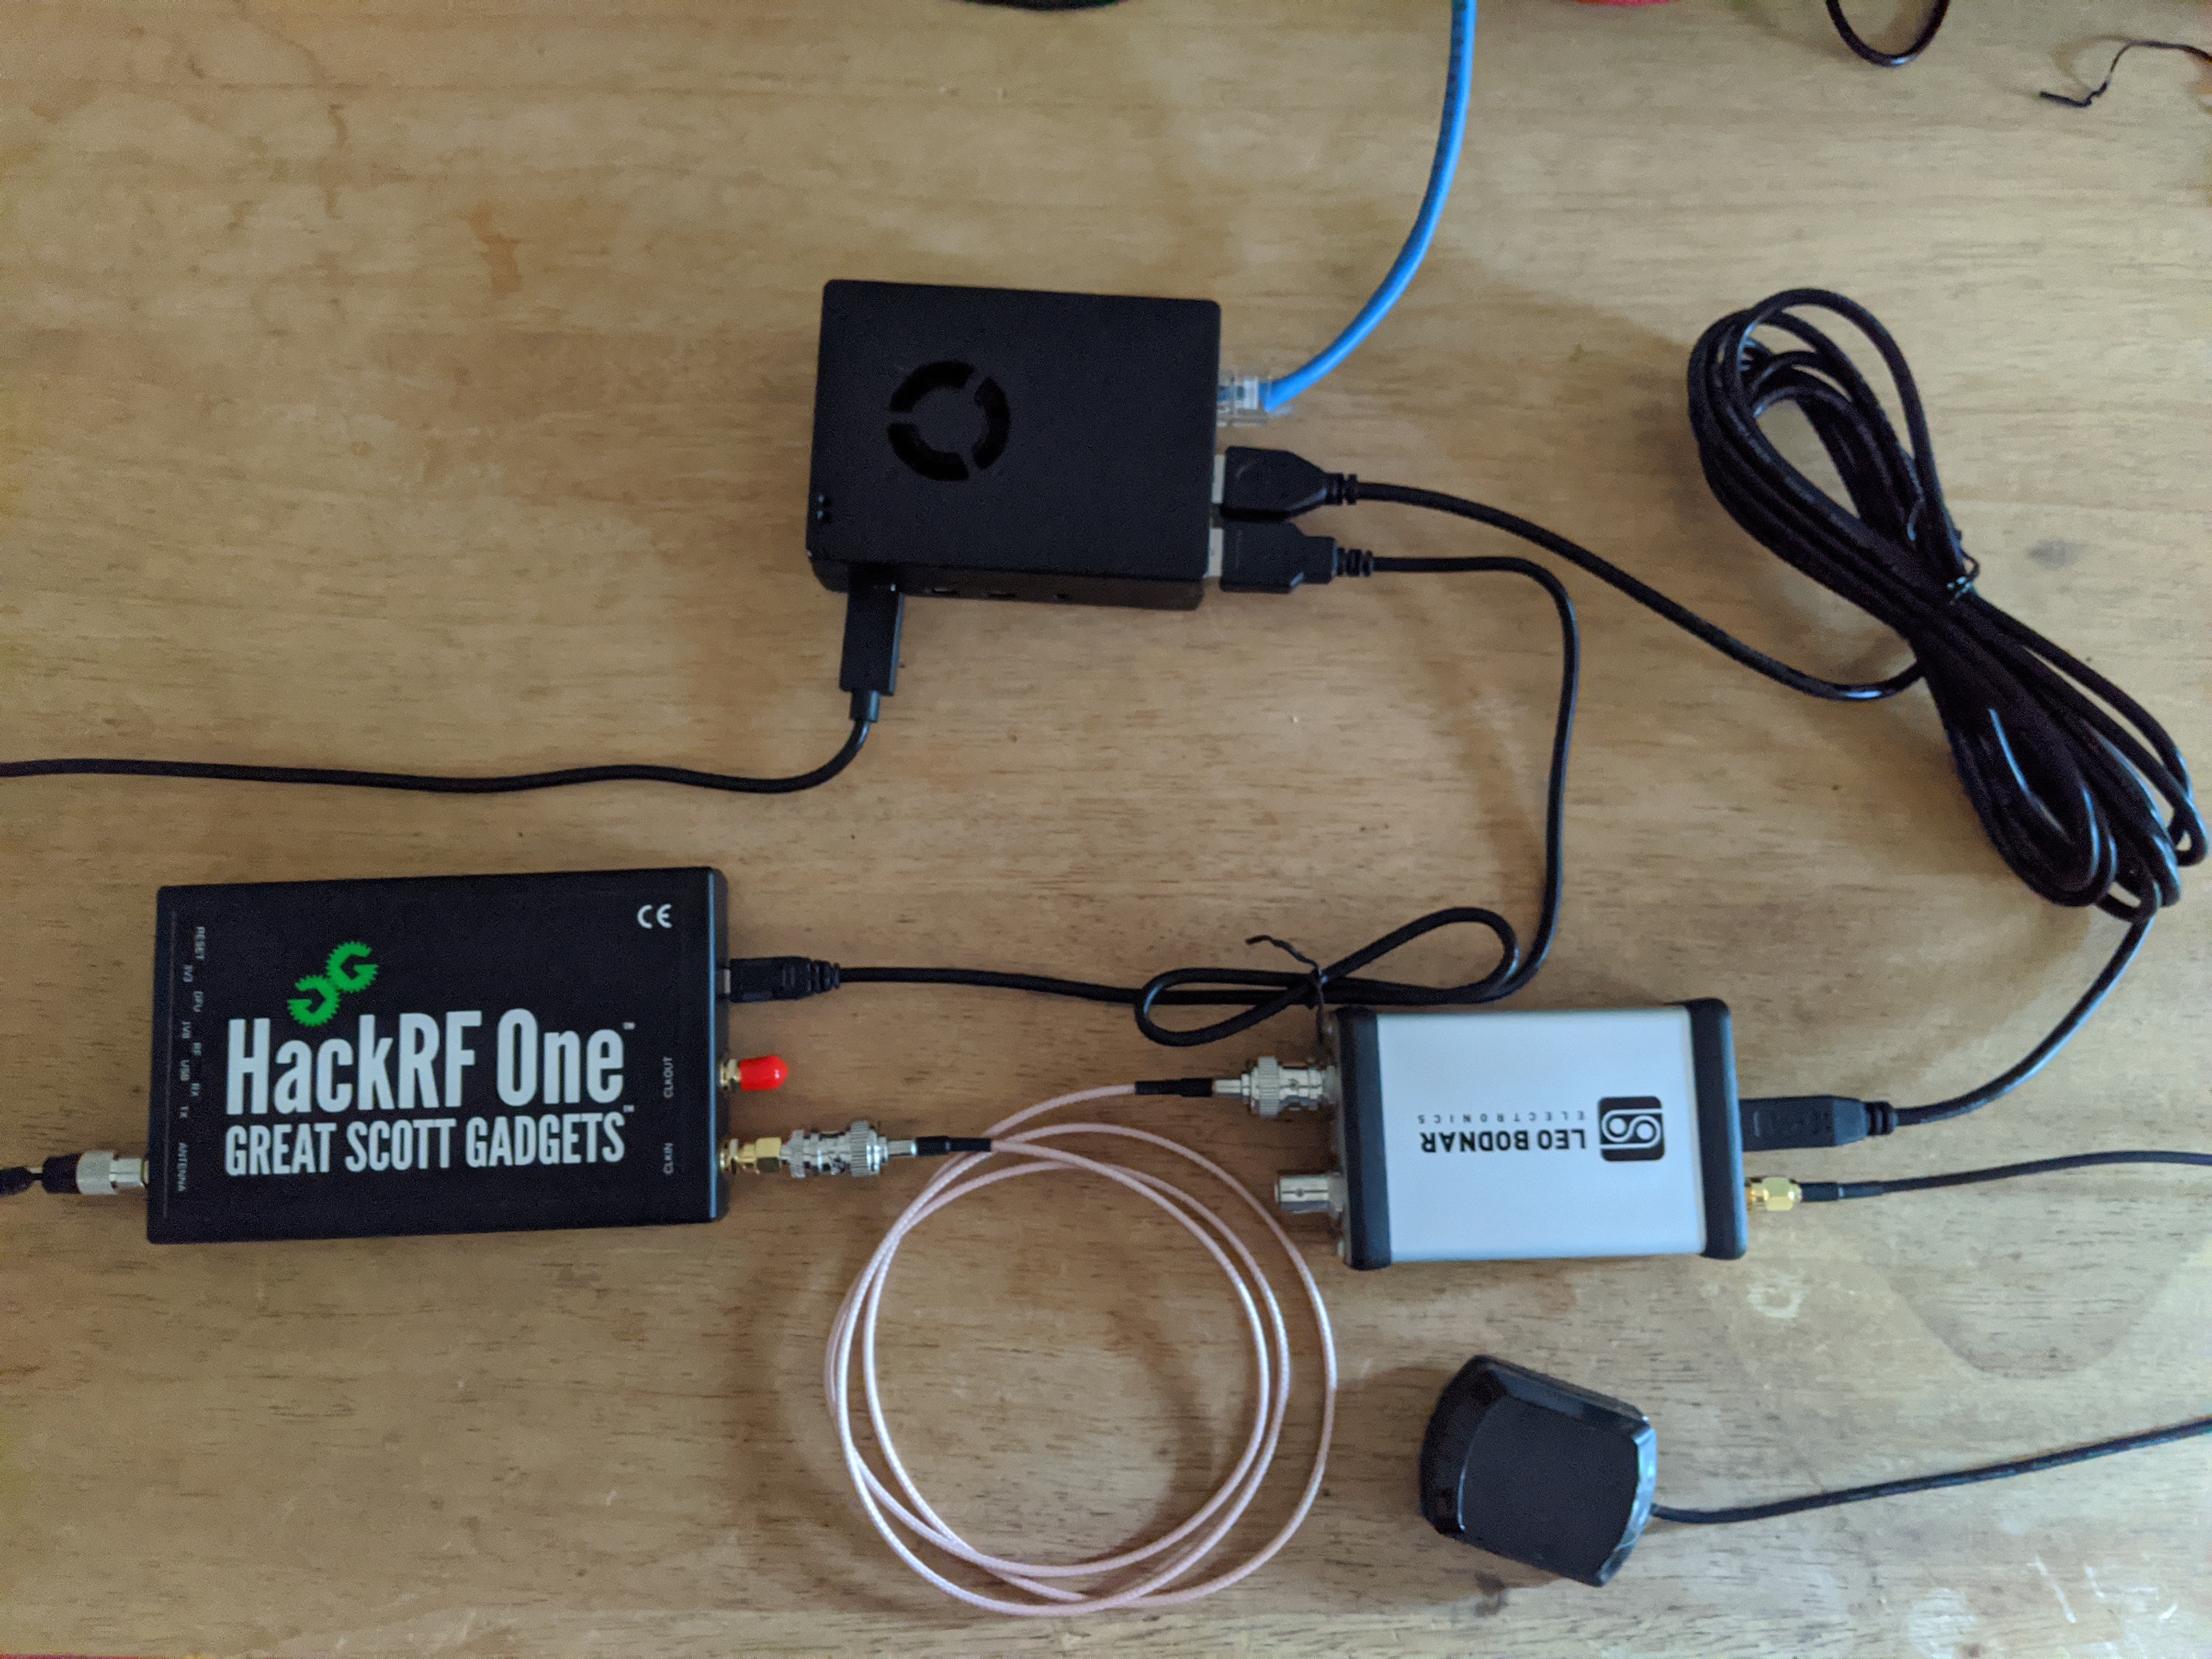 CE
HackRF One™
GREAT SCOTT GADGETS™
RESET
3V3
DFU
1V8
RF
USB
RX
TX
ANTENNA
CLKOUT
CLKIN
LEO BODNAR
ELECTRONICS